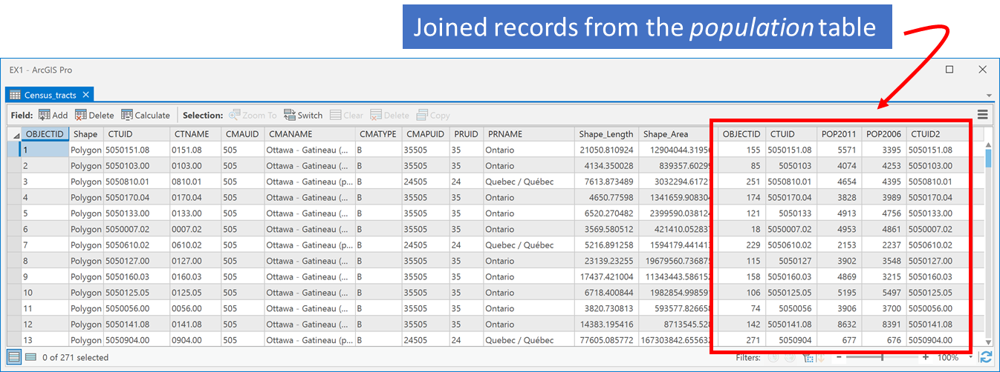 Joined records from the population table
EX1 - ArcGIS Pro
Census_tracts
Field: Add Delete Calculate Selection: Zoom To Switch Clear Delete Copy
OBJECTID Shape CTUID CTNAME CMAUID CMANAME CMATYPE CMAPUID PRUID PRNAME Shape_Length Shape_Area OBJECTID CTUID POP2011 POP2006 CTUID2
1 Polygon 5050151.08 0151.08 505 Ottawa - Gatineau (... B 35505 35 Ontario 21050.810924 12904044.31956 155 5050151.08 5571 3395 5050151.08
2 Polygon 5050103.00 0103.00 505 Ottawa - Gatineau (... B 35505 35 Ontario 4134.350028 839357.60299 85 5050103 4074 4253 5050103.00
3 Polygon 5050810.01 0810.01 505 Ottawa - Gatineau (p... B 24505 24 Quebec / Québec 7613.873489 3032294.61721 251 5050810.01 4654 4395 5050810.01
4 Polygon 5050170.04 0170.04 505 Ottawa - Gatineau (... B 35505 35 Ontario 4650.77598 1341659.908304 174 5050170.04 3828 3989 5050170.04
5 Polygon 5050133.00 0133.00 505 Ottawa - Gatineau (... B 35505 35 Ontario 6520.270482 2399590.038124 121 5050133 4913 4756 5050133.00
6 Polygon 5050007.02 0007.02 505 Ottawa - Gatineau (... B 35505 35 Ontario 3569.580512 421410.052837 18 5050007.02 4953 4861 5050007.02
7 Polygon 5050610.02 0610.02 505 Ottawa - Gatineau (p... B 24505 24 Quebec / Québec 5216.891258 1594179.441413 229 5050610.02 2153 2237 5050610.02
8 Polygon 5050127.00 0127.00 505 Ottawa - Gatineau (... B 35505 35 Ontario 23139.23255 19679560.736875 115 5050127 3902 3548 5050127.00
9 Polygon 5050160.03 0160.03 505 Ottawa - Gatineau (... B 35505 35 Ontario 17437.421004 11343443.586152 158 5050160.03 4869 3215 5050160.03
10 Polygon 5050125.05 0125.05 505 Ottawa - Gatineau (... B 35505 35 Ontario 6718.400844 1982854.99859 106 5050125.05 5195 5497 5050125.05
11 Polygon 5050056.00 0056.00 505 Ottawa - Gatineau (... B 35505 35 Ontario 3820.730813 593577.82665 74 5050056 3906 3700 5050056.00
12 Polygon 5050141.08 0141.08 505 Ottawa - Gatineau (... B 35505 35 Ontario 14383.195416 8713545.528 142 5050141.08 8632 8391 5050141.08
13 Polygon 5050904.00 0904.00 505 Ottawa - Gatineau (p... B 24505 24 Quebec / Québec 77605.085772 167303842.655632 271 5050904 677 676 5050904.00
0 of 271 selected Filters: 100%